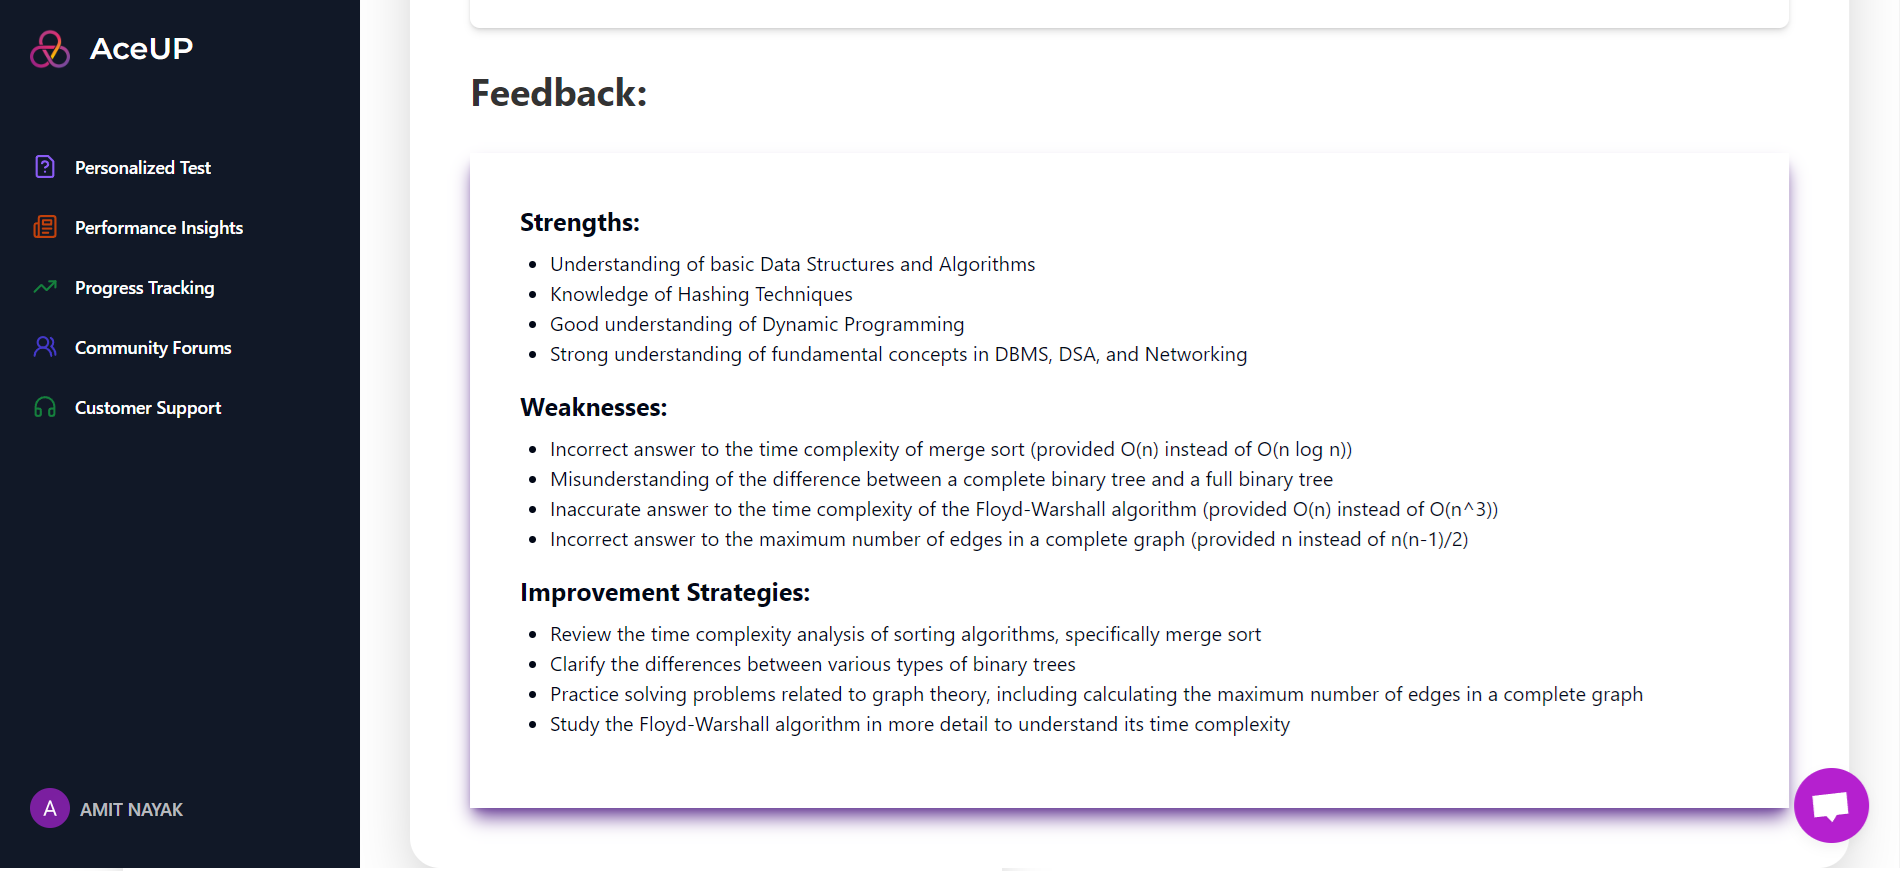 AceUP
Personalized Test
Performance Insights
Progress Tracking
Community Forums
Customer Support
A AMIT NAYAK
Feedback:
Strengths:
Understanding of basic Data Structures and Algorithms
Knowledge of Hashing Techniques
Good understanding of Dynamic Programming
Strong understanding of fundamental concepts in DBMS, DSA, and Networking
Weaknesses:
Incorrect answer to the time complexity of merge sort (provided O(n) instead of O(n log n))
Misunderstanding of the difference between a complete binary tree and a full binary tree
Inaccurate answer to the time complexity of the Floyd-Warshall algorithm (provided O(n) instead of O(n^3))
Incorrect answer to the maximum number of edges in a complete graph (provided n instead of n(n-1)/2)
Improvement Strategies:
Review the time complexity analysis of sorting algorithms, specifically merge sort
Clarify the differences between various types of binary trees
Practice solving problems related to graph theory, including calculating the maximum number of edges in a complete graph
Study the Floyd-Warshall algorithm in more detail to understand its time complexity